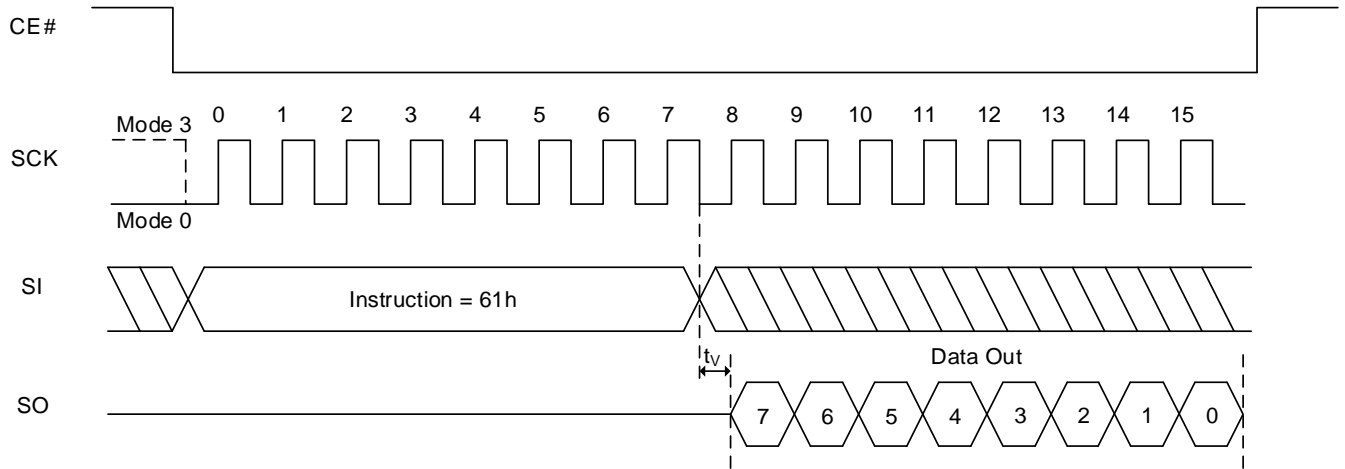 CE#
Mode 3
0 1 2 3 4 5 6 7 8 9 10 11 12 13 14 15
SCK
Mode 0
SI
Instruction = 61h
tV
Data Out
SO
7 6 5 4 3 2 1 0